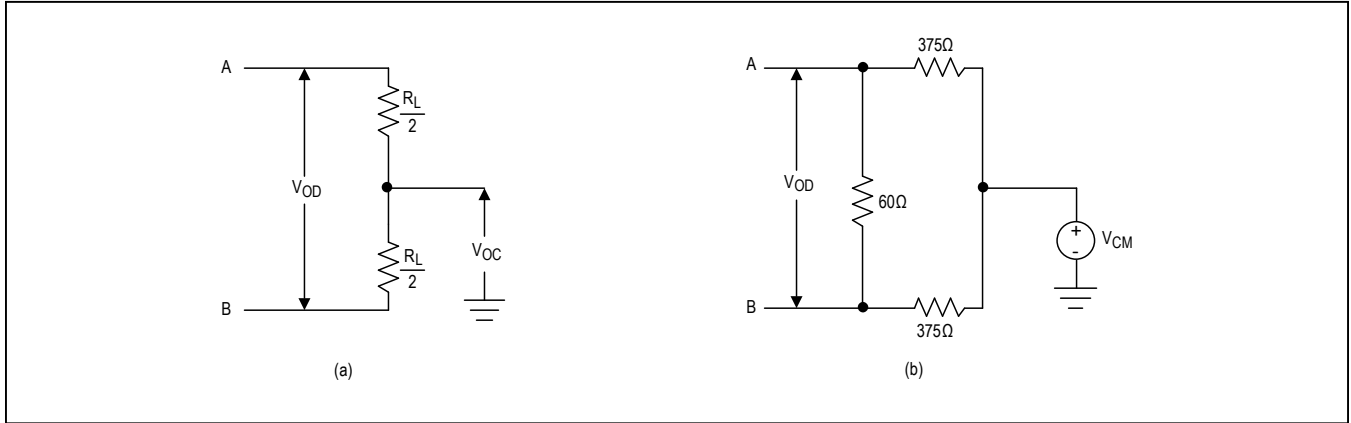 A
R_L
2
V_OD
V_OC
R_L
2
B
(a)
375Ω
A
V_OD
60Ω
+
-
V_CM
B
375Ω
(b)